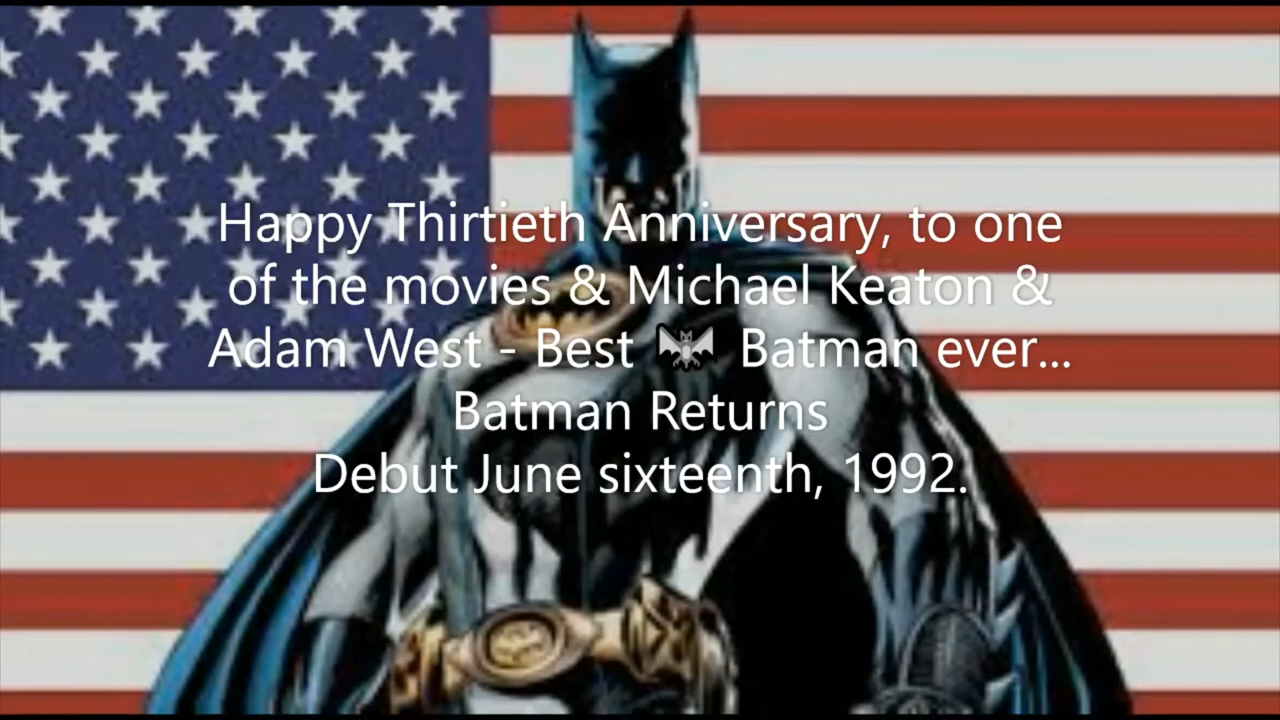 Happy Thirtieth Anniversary, to one
of the movies & Michael Keaton &
Adam West - Best 🦇 Batman ever...
Batman Returns
Debut June sixteenth, 1992.